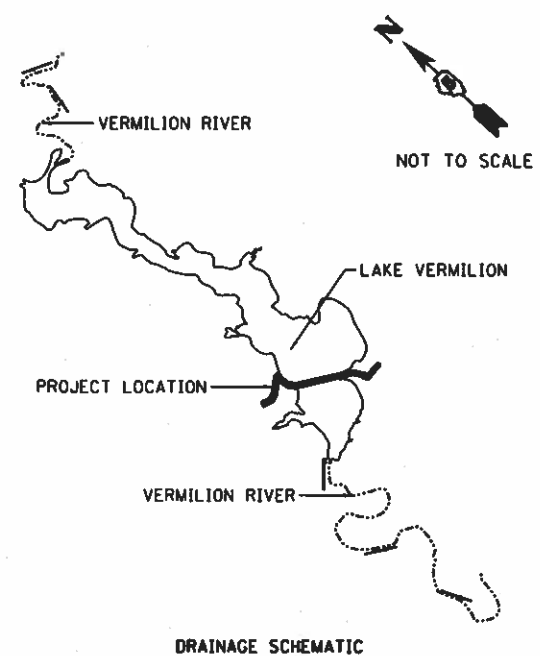 N
NOT TO SCALE
VERMILION RIVER
LAKE VERMILION
PROJECT LOCATION
VERMILION RIVER
DRAINAGE SCHEMATIC